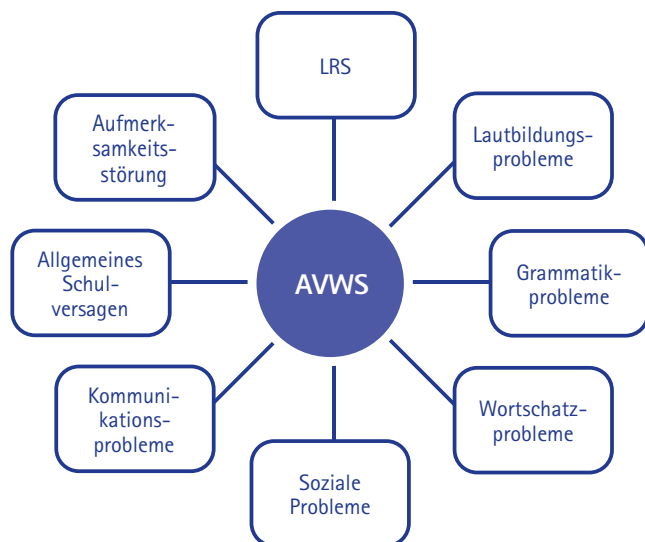 LRS
Aufmerk-
samkeits-
störung
Lautbildungs-
probleme
Allgemeines
Schul-
versagen
AVWS
Grammatik-
probleme
Kommuni-
kations-
probleme
Wortschatz-
probleme
Soziale
Probleme